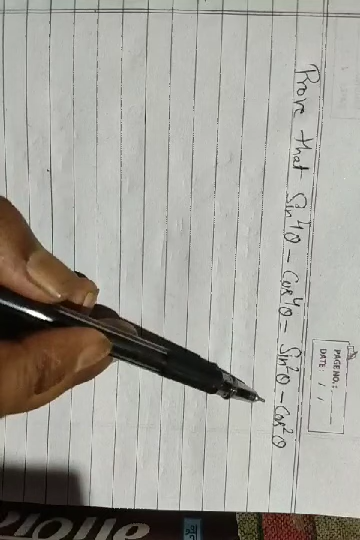 Prove that Sin⁴θ - Cos⁴θ = Sin²θ - Cos²θ
PAGE NO.:
DATE: / /